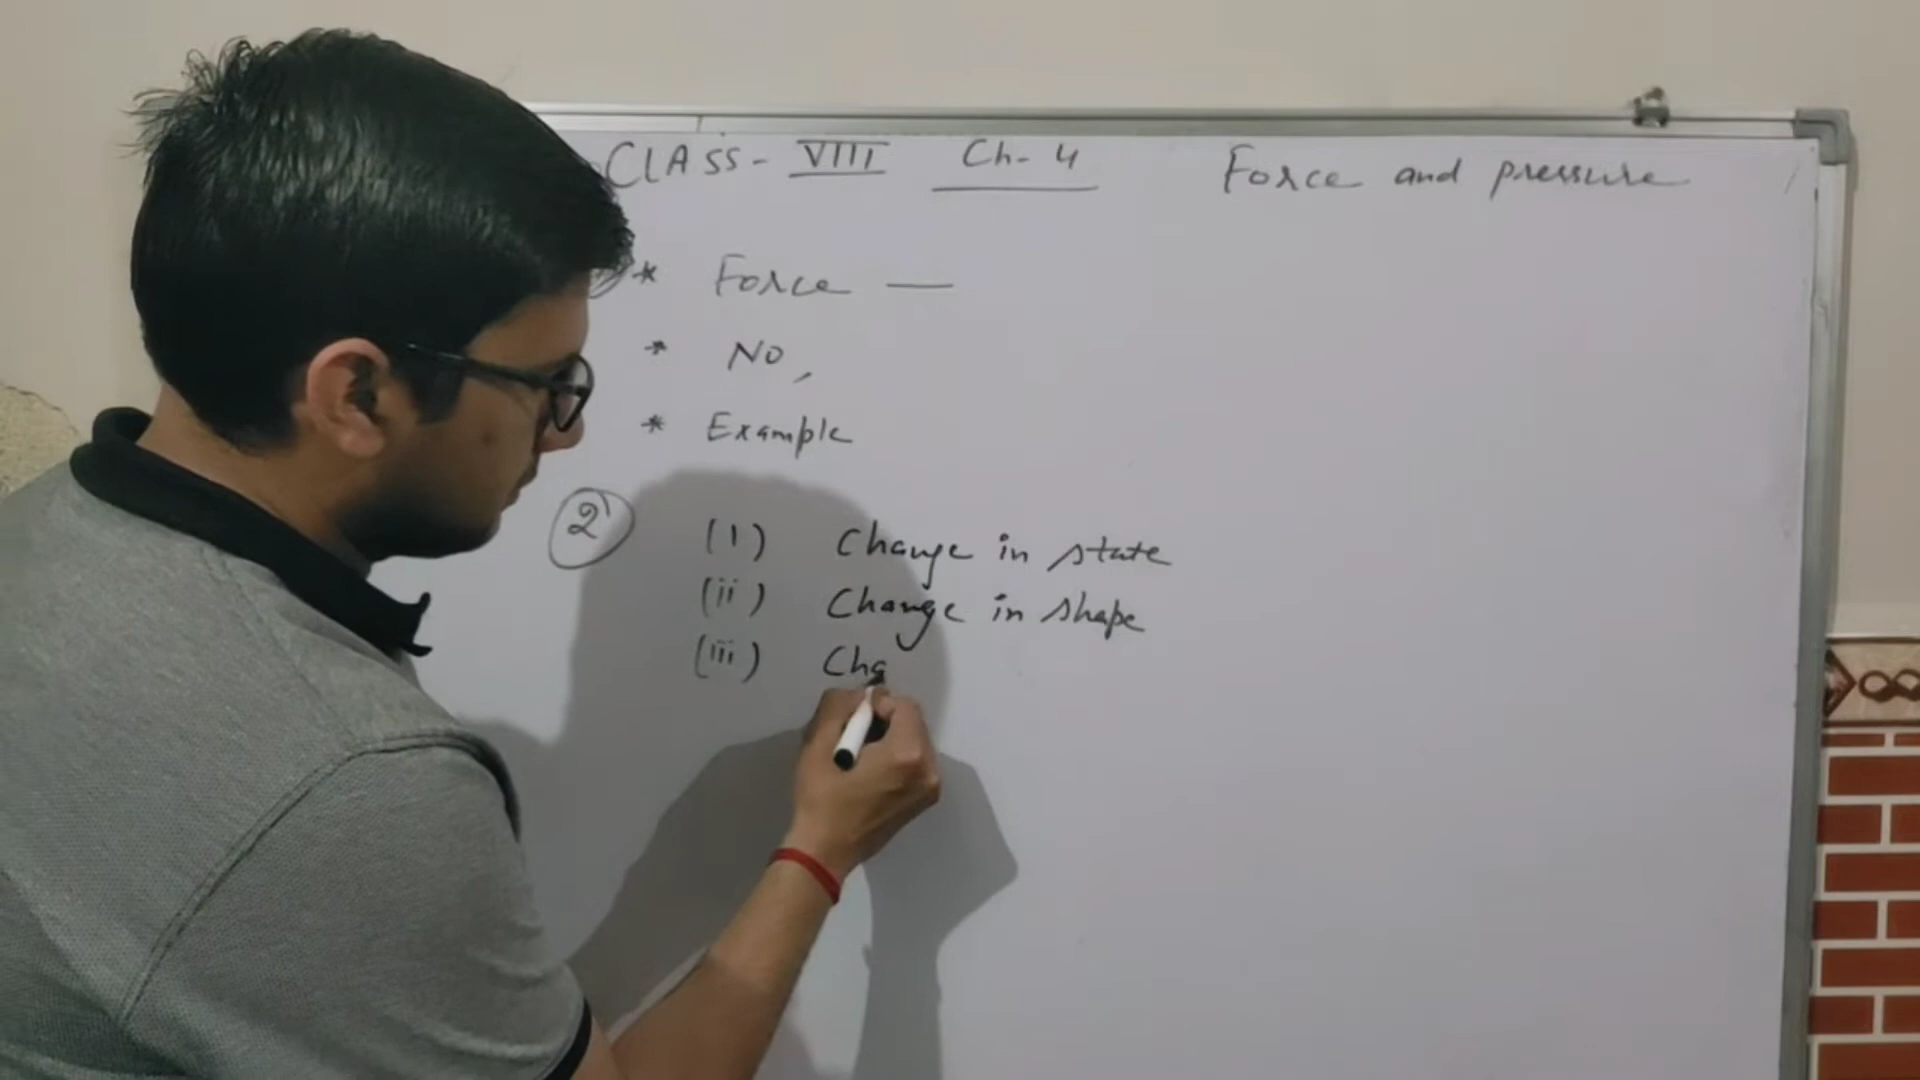 CLASS - VIII Ch- 4 Force and pressure
* Force —
* No,
* Example
2 (1) Change in state
(ii) Change in shape
(iii) Cha